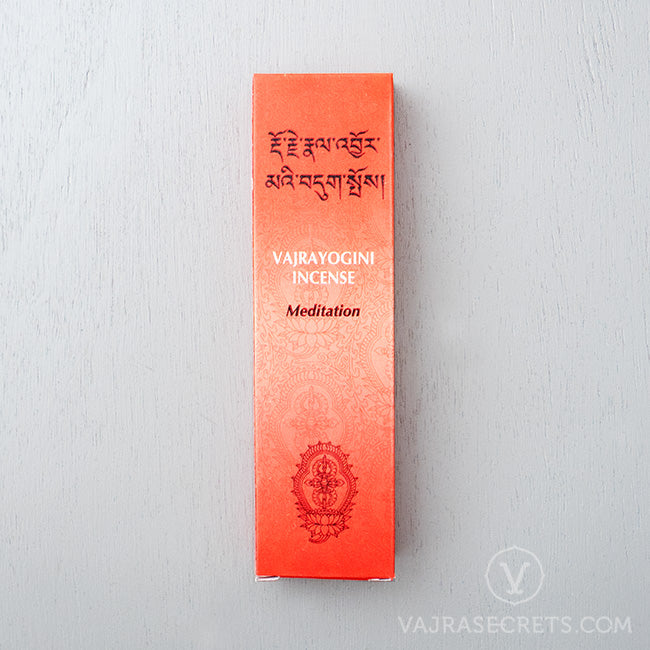 རྡོ་རྗེ་རྣལ་འབྱོར་
མའི་བདུག་སྤོས།
VAJRAYOGINI
INCENSE
Meditation
VAJRASECRETS.COM